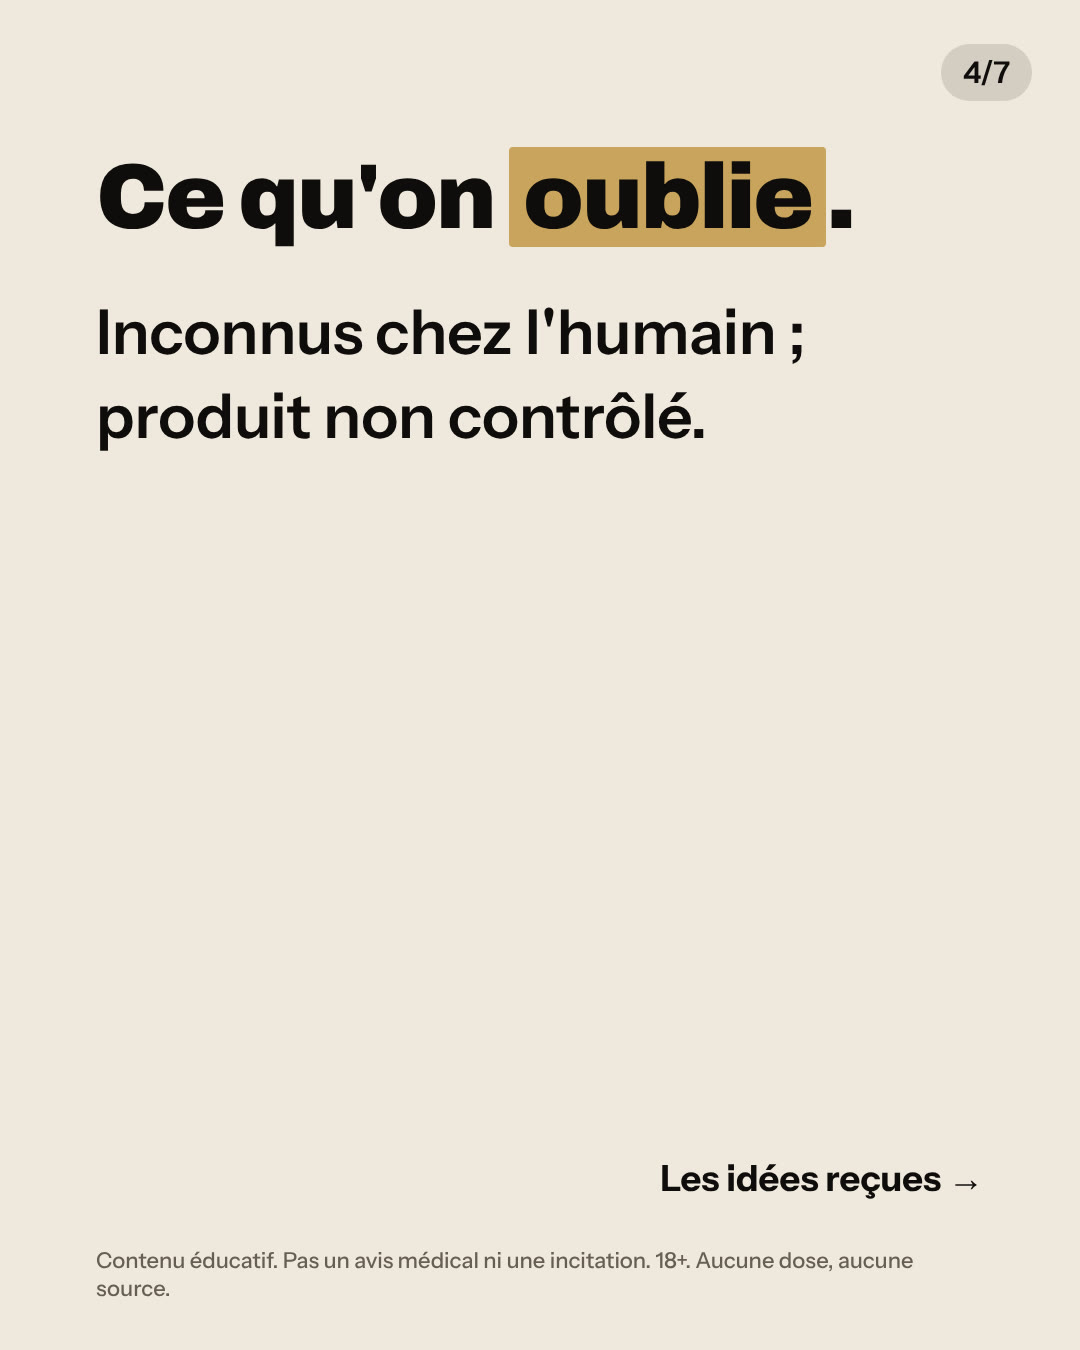 4/7
Ce qu'on oublie.
Inconnus chez l'humain ;
produit non contrôlé.
Les idées reçues →
Contenu éducatif. Pas un avis médical ni une incitation. 18+. Aucune dose, aucune
source.